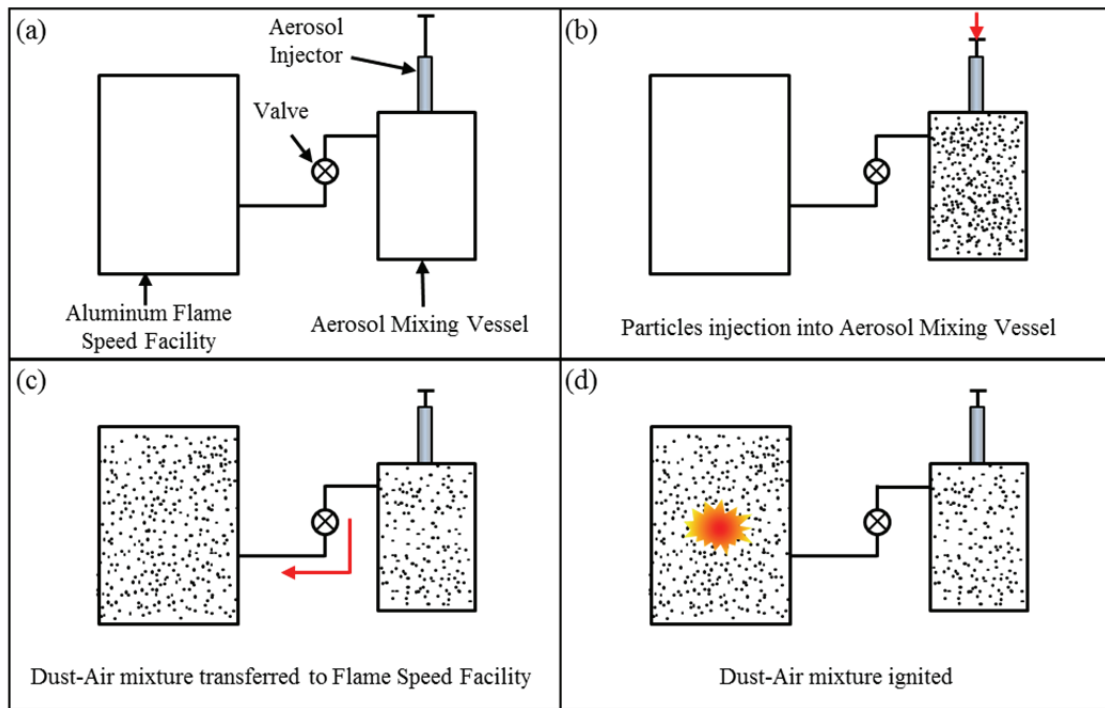 (a)
Aerosol
Injector
Valve
Aluminum Flame
Speed Facility
Aerosol Mixing Vessel
(b)
Particles injection into Aerosol Mixing Vessel
(c)
Dust-Air mixture transferred to Flame Speed Facility
(d)
Dust-Air mixture ignited